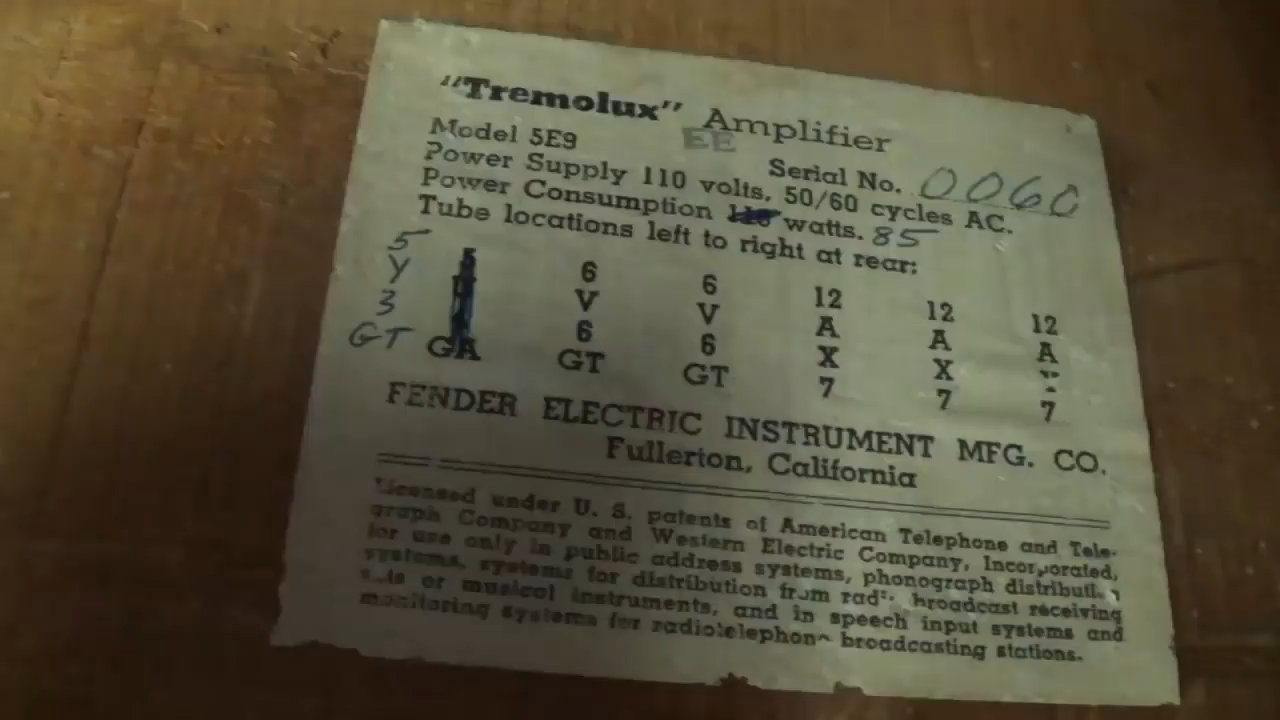 "Tremolux" Amplifier
Model 5E9 EE Serial No. 0060
Power Supply 110 volts, 50/60 cycles AC.
Power Consumption watts. 85
Tube locations left to right at rear:
5 6 6 12 12 12
Y V V A A A
3 6 6 X X
GT GA GT GT 7 7 7
FENDER ELECTRIC INSTRUMENT MFG. CO.
Fullerton, California
Licensed under U. S. patents of American Telephone and Tele-
graph Company and Western Electric Company, Incorporated,
for use only in public address systems, phonograph distribution
systems, systems for distribution from radio broadcast receiving
or musical instruments, and in speech input systems and
monitoring systems for radiotelephone broadcasting stations.